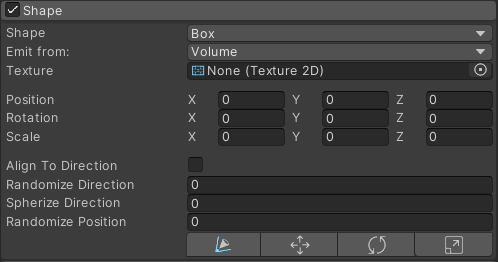 Shape
Shape Box
Emit from: Volume
Texture None (Texture 2D)
Position X 0 Y 0 Z 0
Rotation X 0 Y 0 Z 0
Scale X 0 Y 0 Z 0
Align To Direction
Randomize Direction 0
Spherize Direction 0
Randomize Position 0